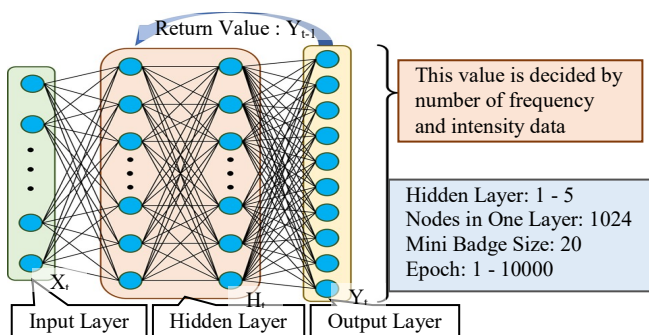 Return Value : Yₜ₋₁
This value is decided by
number of frequency
and intensity data
Hidden Layer: 1 - 5
Nodes in One Layer: 1024
Mini Badge Size: 20
Epoch: 1 - 10000
Xₜ
Hₜ
Yₜ
Input Layer
Hidden Layer
Output Layer